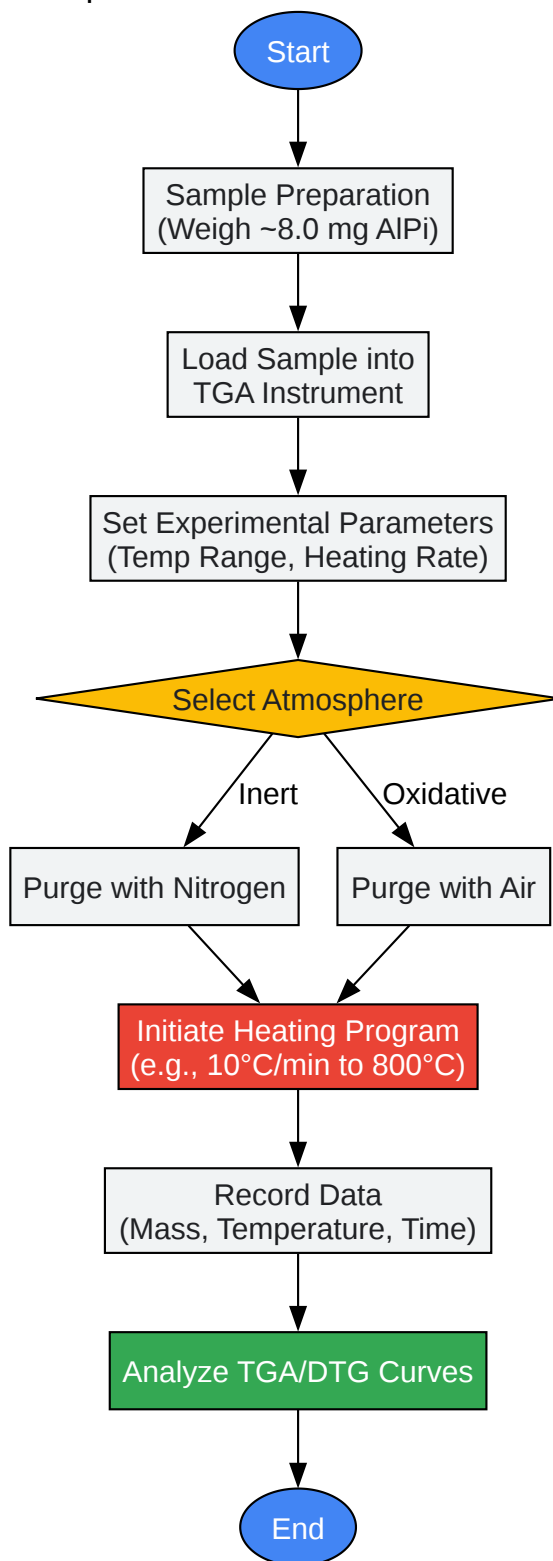 Start
Sample Preparation
(Weigh ~8.0 mg AlPi)
Load Sample into
TGA Instrument
Set Experimental Parameters
(Temp Range, Heating Rate)
Select Atmosphere
Inert
Oxidative
Purge with Nitrogen
Purge with Air
Initiate Heating Program
(e.g., 10°C/min to 800°C)
Record Data
(Mass, Temperature, Time)
Analyze TGA/DTG Curves
End